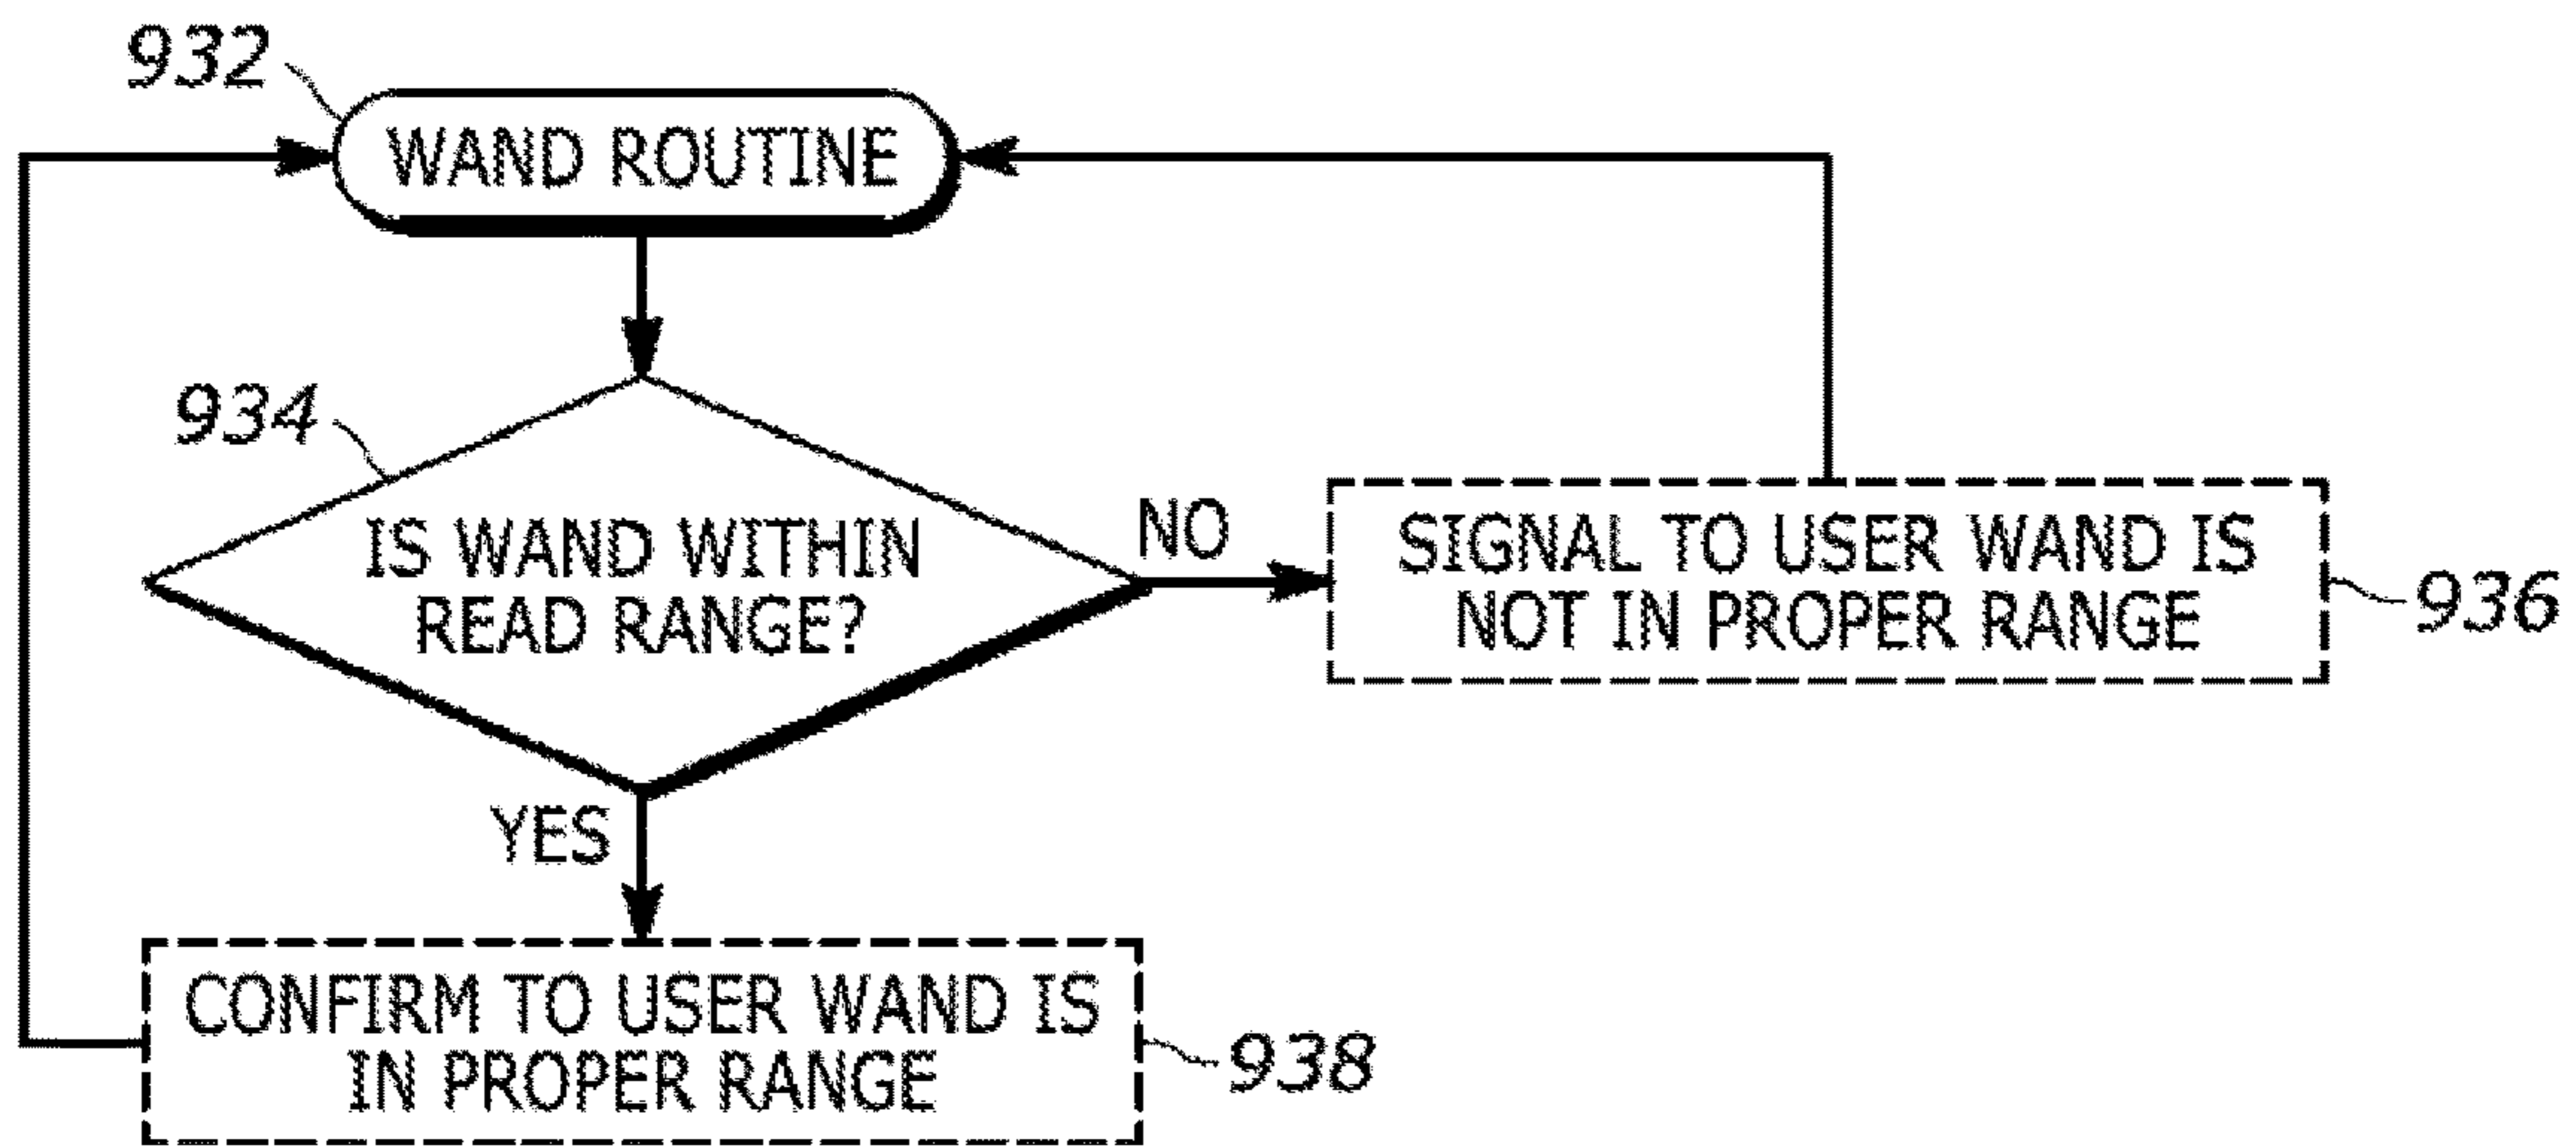 932
WAND ROUTINE
934
IS WAND WITHIN
READ RANGE?
NO
SIGNAL TO USER WAND IS
NOT IN PROPER RANGE
936
YES
CONFIRM TO USER WAND IS
IN PROPER RANGE
938